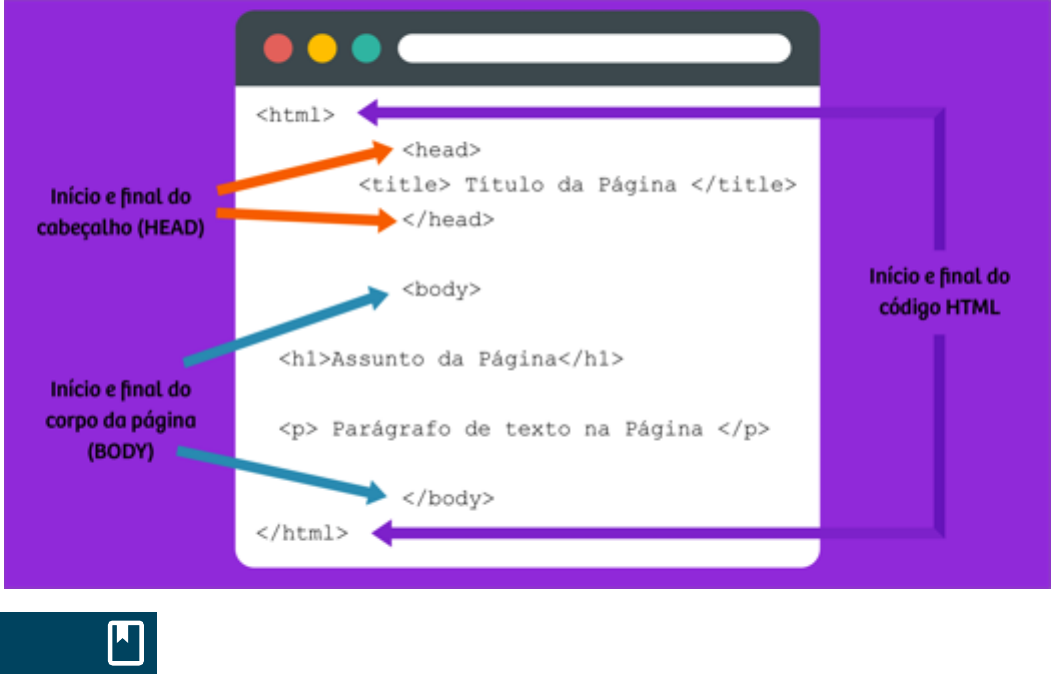 <html>
<head>
<title> Título da Página </title>
</head>
<body>
<h1>Assunto da Página</h1>
<p> Parágrafo de texto na Página </p>
</body>
</html>
Início e final do
cabeçalho (HEAD)
Início e final do
corpo da página
(BODY)
Início e final do
código HTML